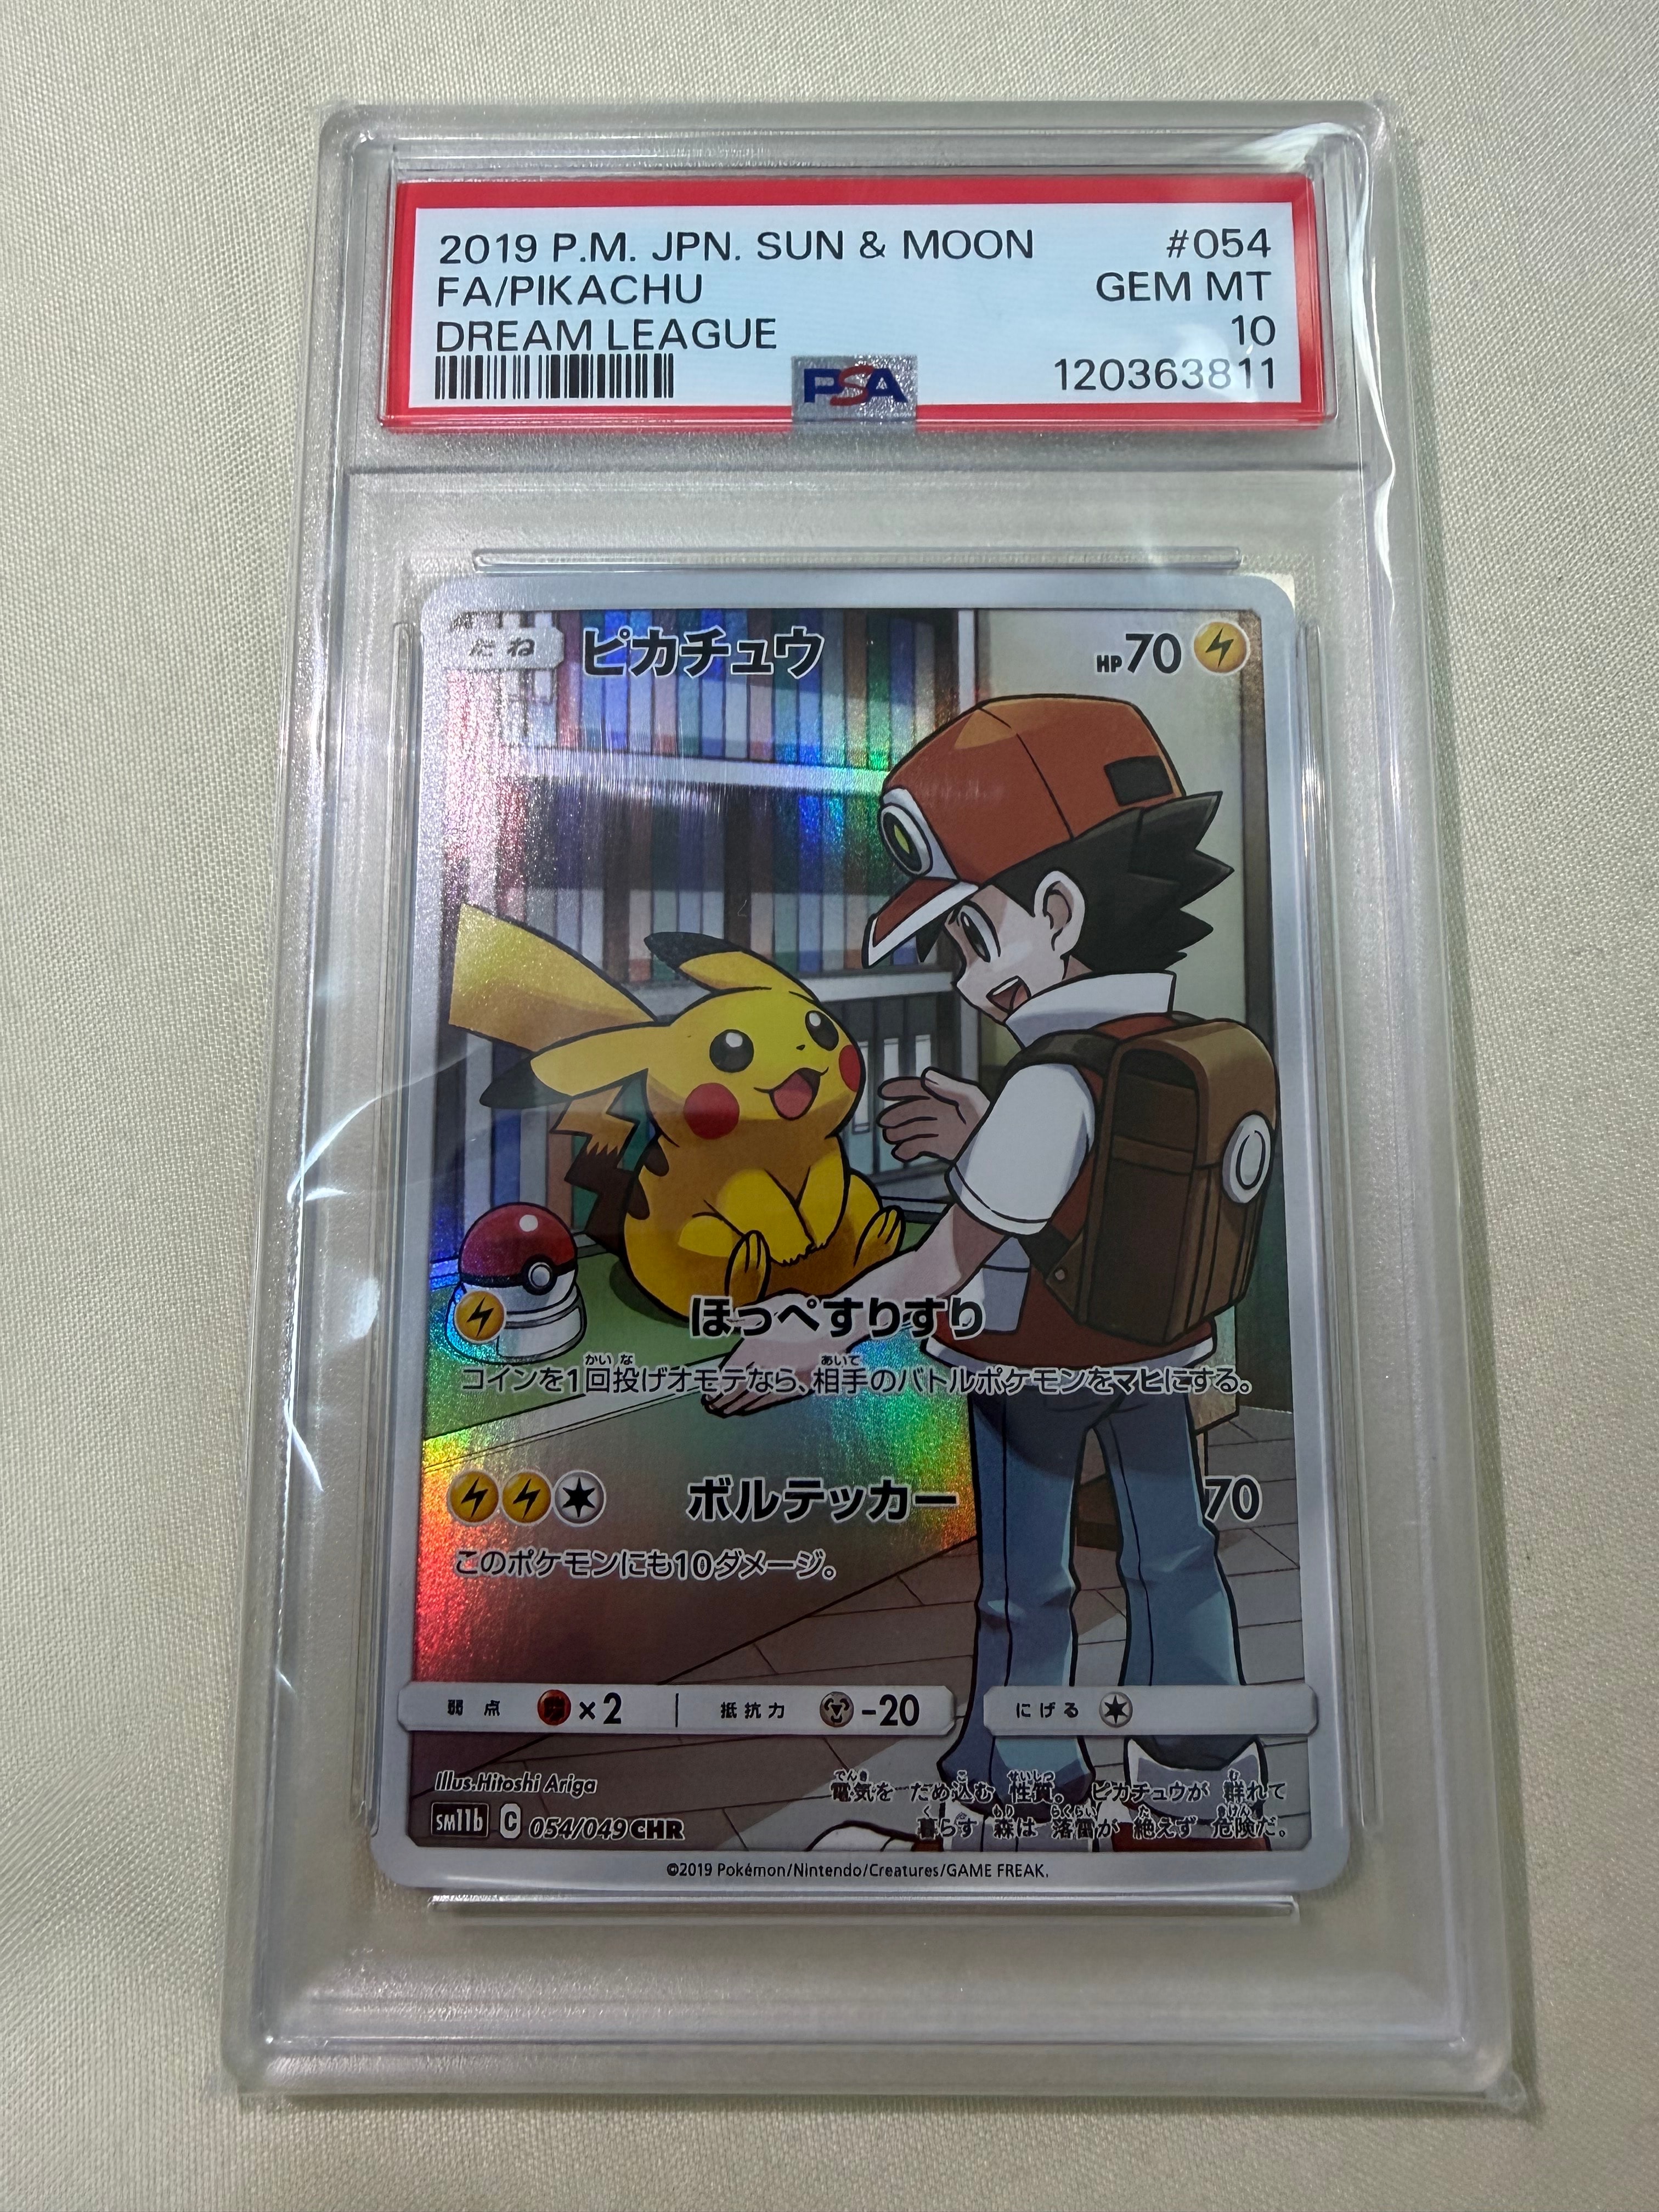 2019 P.M. JPN. SUN & MOON #054
FA/PIKACHU GEM MT
DREAM LEAGUE 10
PSA 120363811
たね ピカチュウ HP70
ほっぺすりすり
コインを1回投げオモテなら、相手のバトルポケモンをマヒにする。
ボルテッカー 70
このポケモンにも10ダメージ。
弱点 ×2 抵抗力 -20 にげる
Illus.Hitoshi Ariga
電気を ため込む 性質。 ピカチュウが 群れて
暮らす 森は 落雷が 絶えず 危険だ。
SM11b C 054/049 CHR
©2019 Pokémon/Nintendo/Creatures/GAME FREAK.